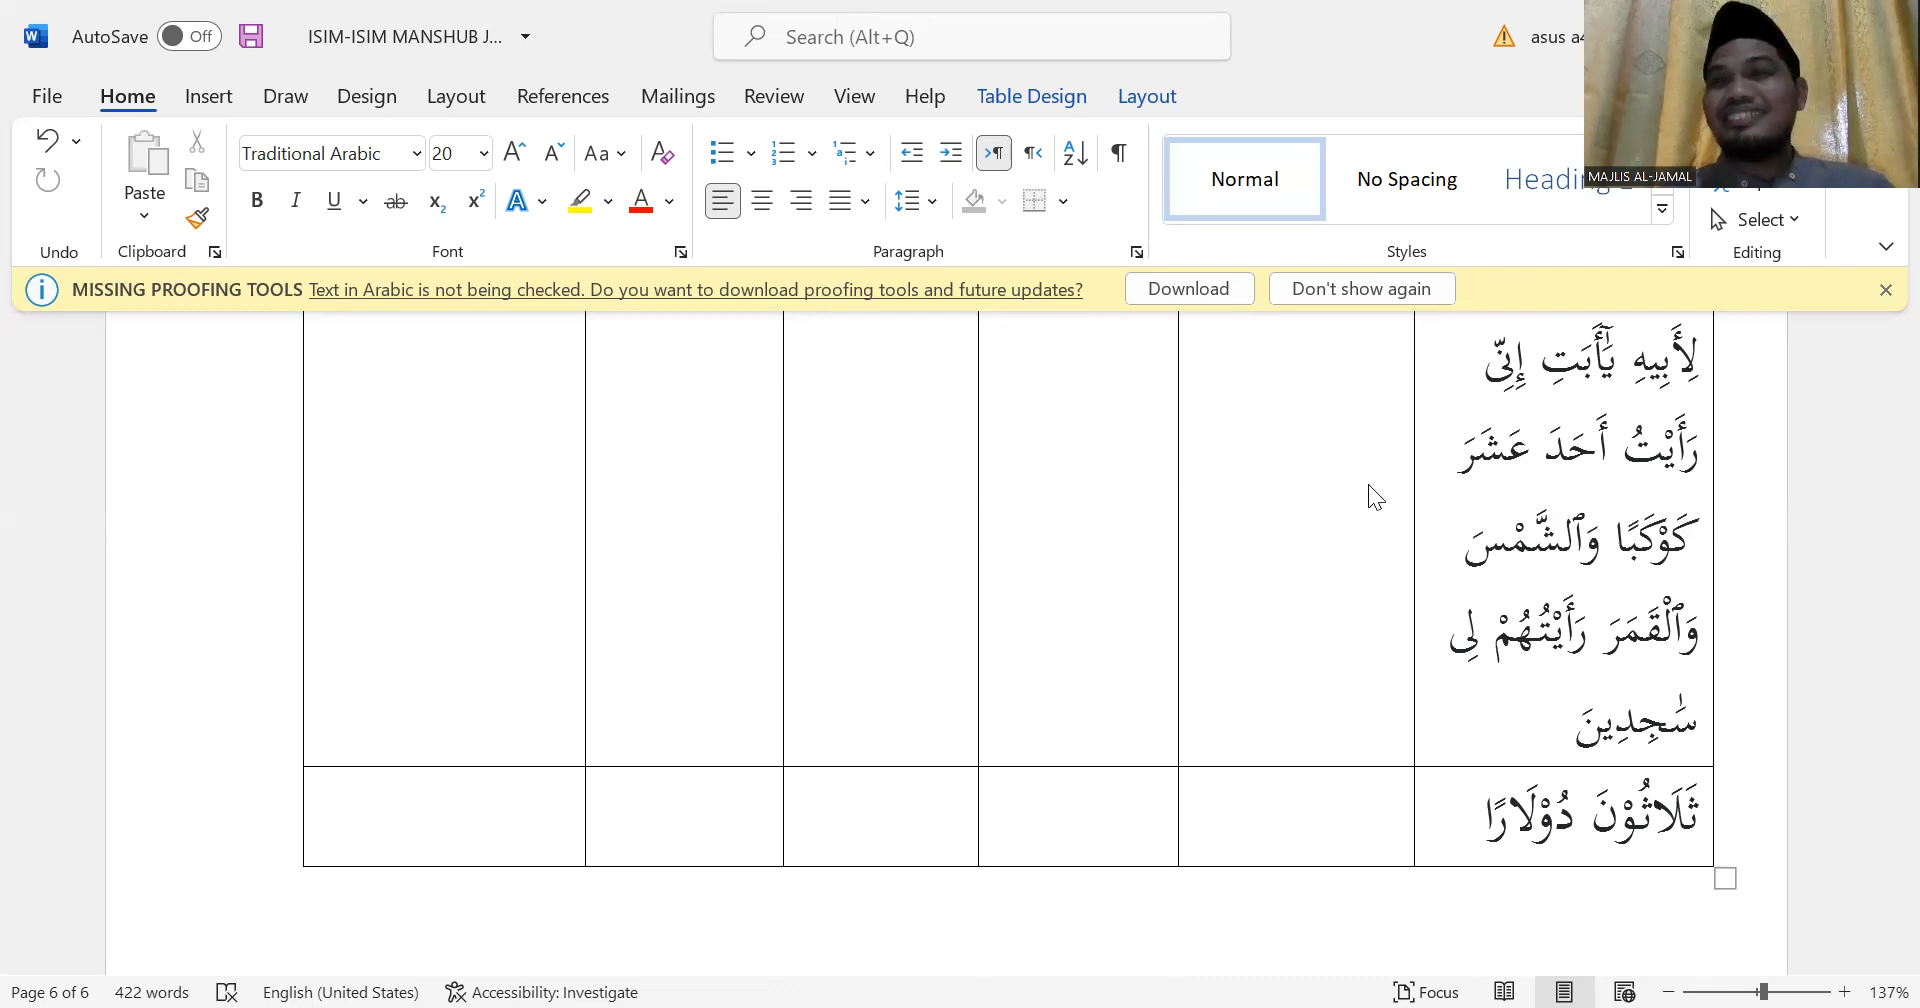 AutoSave Off ISIM-ISIM MANSHUB J... Search (Alt+Q) asus a4
File Home Insert Draw Design Layout References Mailings Review View Help Table Design Layout
MAJLIS AL-JAMAL
Paste Traditional Arabic 20 Aa Normal No Spacing
Select
Undo Clipboard Font Paragraph Styles Editing
MISSING PROOFING TOOLS Text in Arabic is not being checked. Do you want to download proofing tools and future updates? Download Don't show again
لِأَبِيهِ يَٰٓأَبَتِ إِنِّى
رَأَيْتُ أَحَدَ عَشَرَ
كَوْكَبًا وَٱلشَّمْسَ
وَٱلْقَمَرَ رَأَيْتُهُمْ لِى
سَٰجِدِينَ
ثَلَاثُوْنَ دُوْلَارًا
Page 6 of 6 422 words English (United States) Accessibility: Investigate Focus 137%